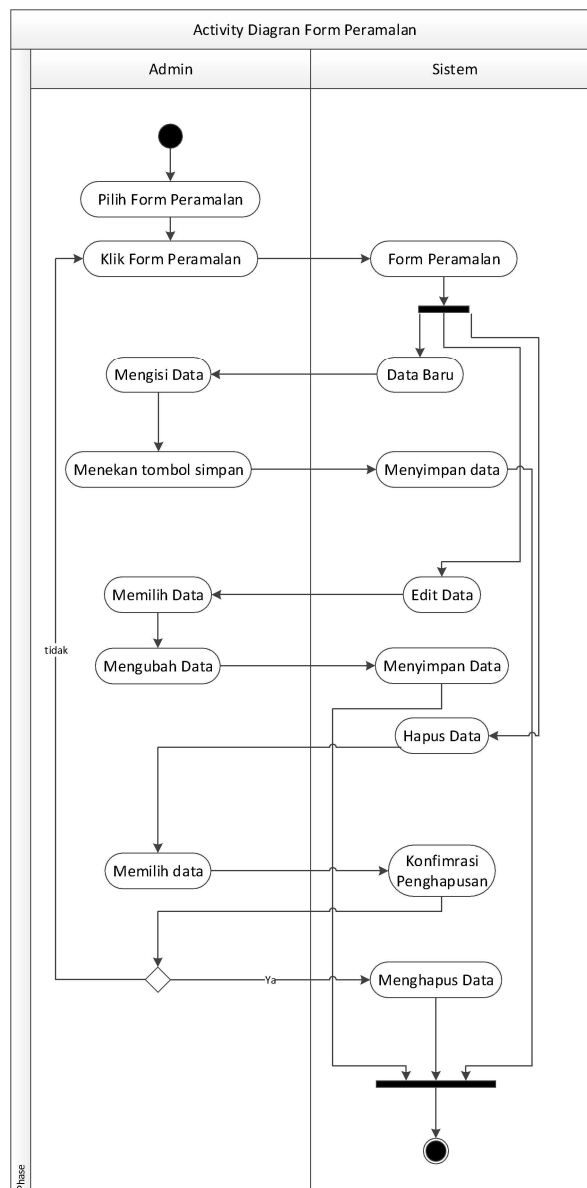 Activity Diagran Form Peramalan
Admin
Sistem
Pilih Form Peramalan
Klik Form Peramalan
Form Peramalan
Mengisi Data
Data Baru
Menekan tombol simpan
Menyimpan data
Memilih Data
Edit Data
tidak
Mengubah Data
Menyimpan Data
Hapus Data
Memilih data
Konfimrasi
Penghapusan
Ya
Menghapus Data
Phase